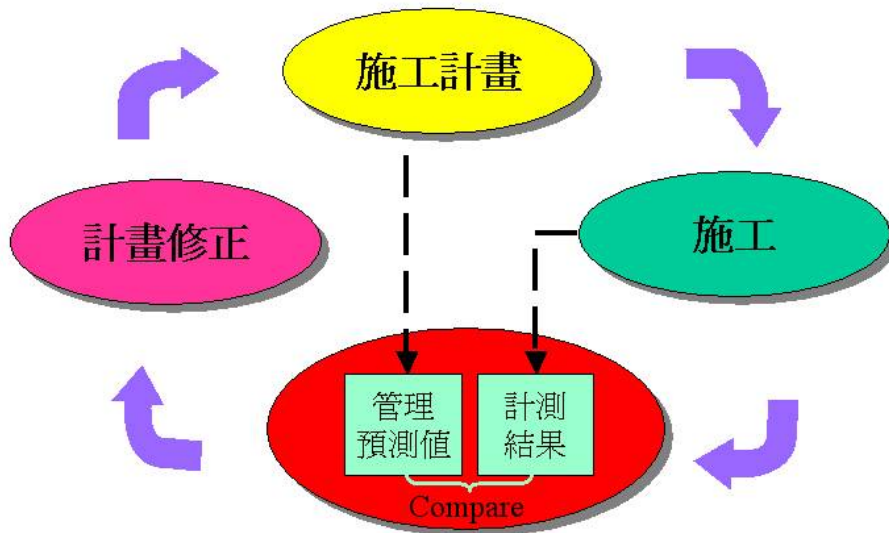 施工計畫
計畫修正
施工
管理
預測值
計測
結果
Compare